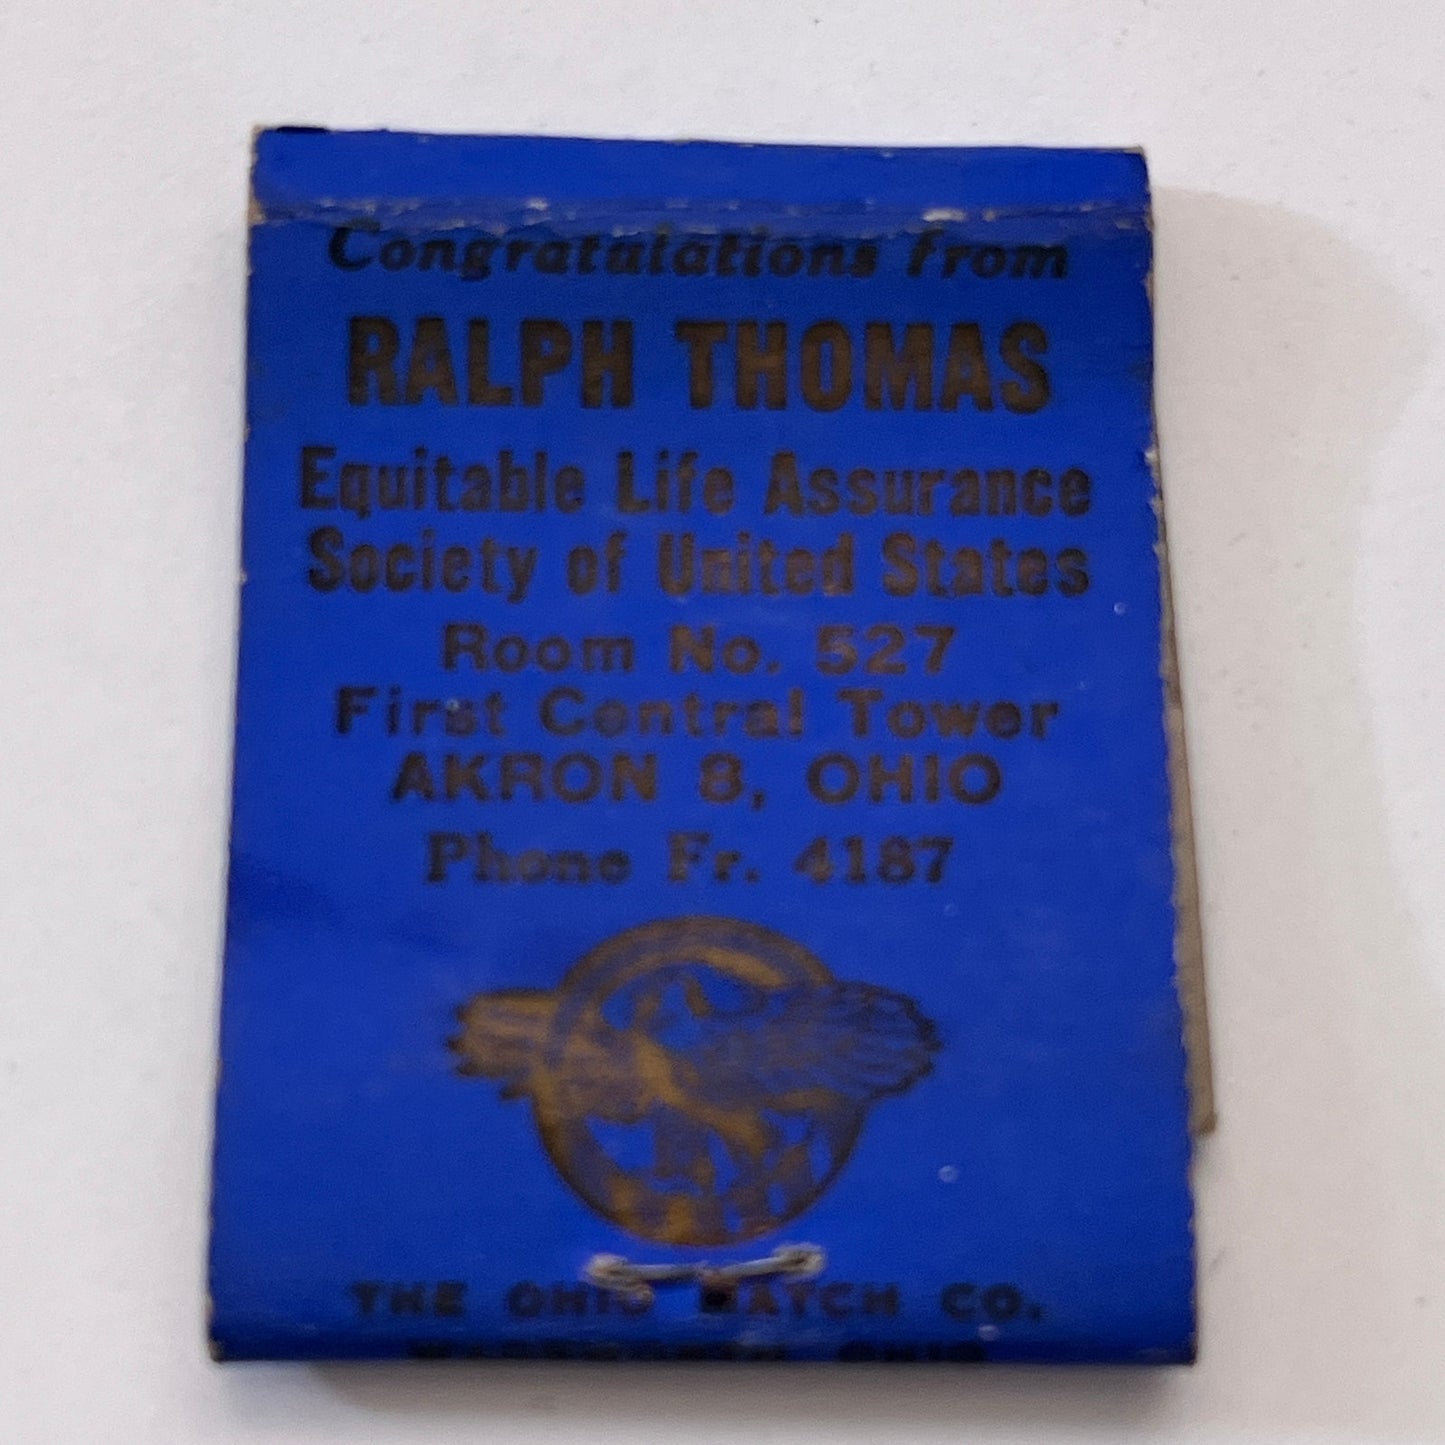 Congratulations from
RALPH THOMAS
Equitable Life Assurance
Society of United States
Room No. 527
First Central Tower
AKRON 8, OHIO
Phone Fr. 4187
THE OHIO MATCH CO.
OHIO